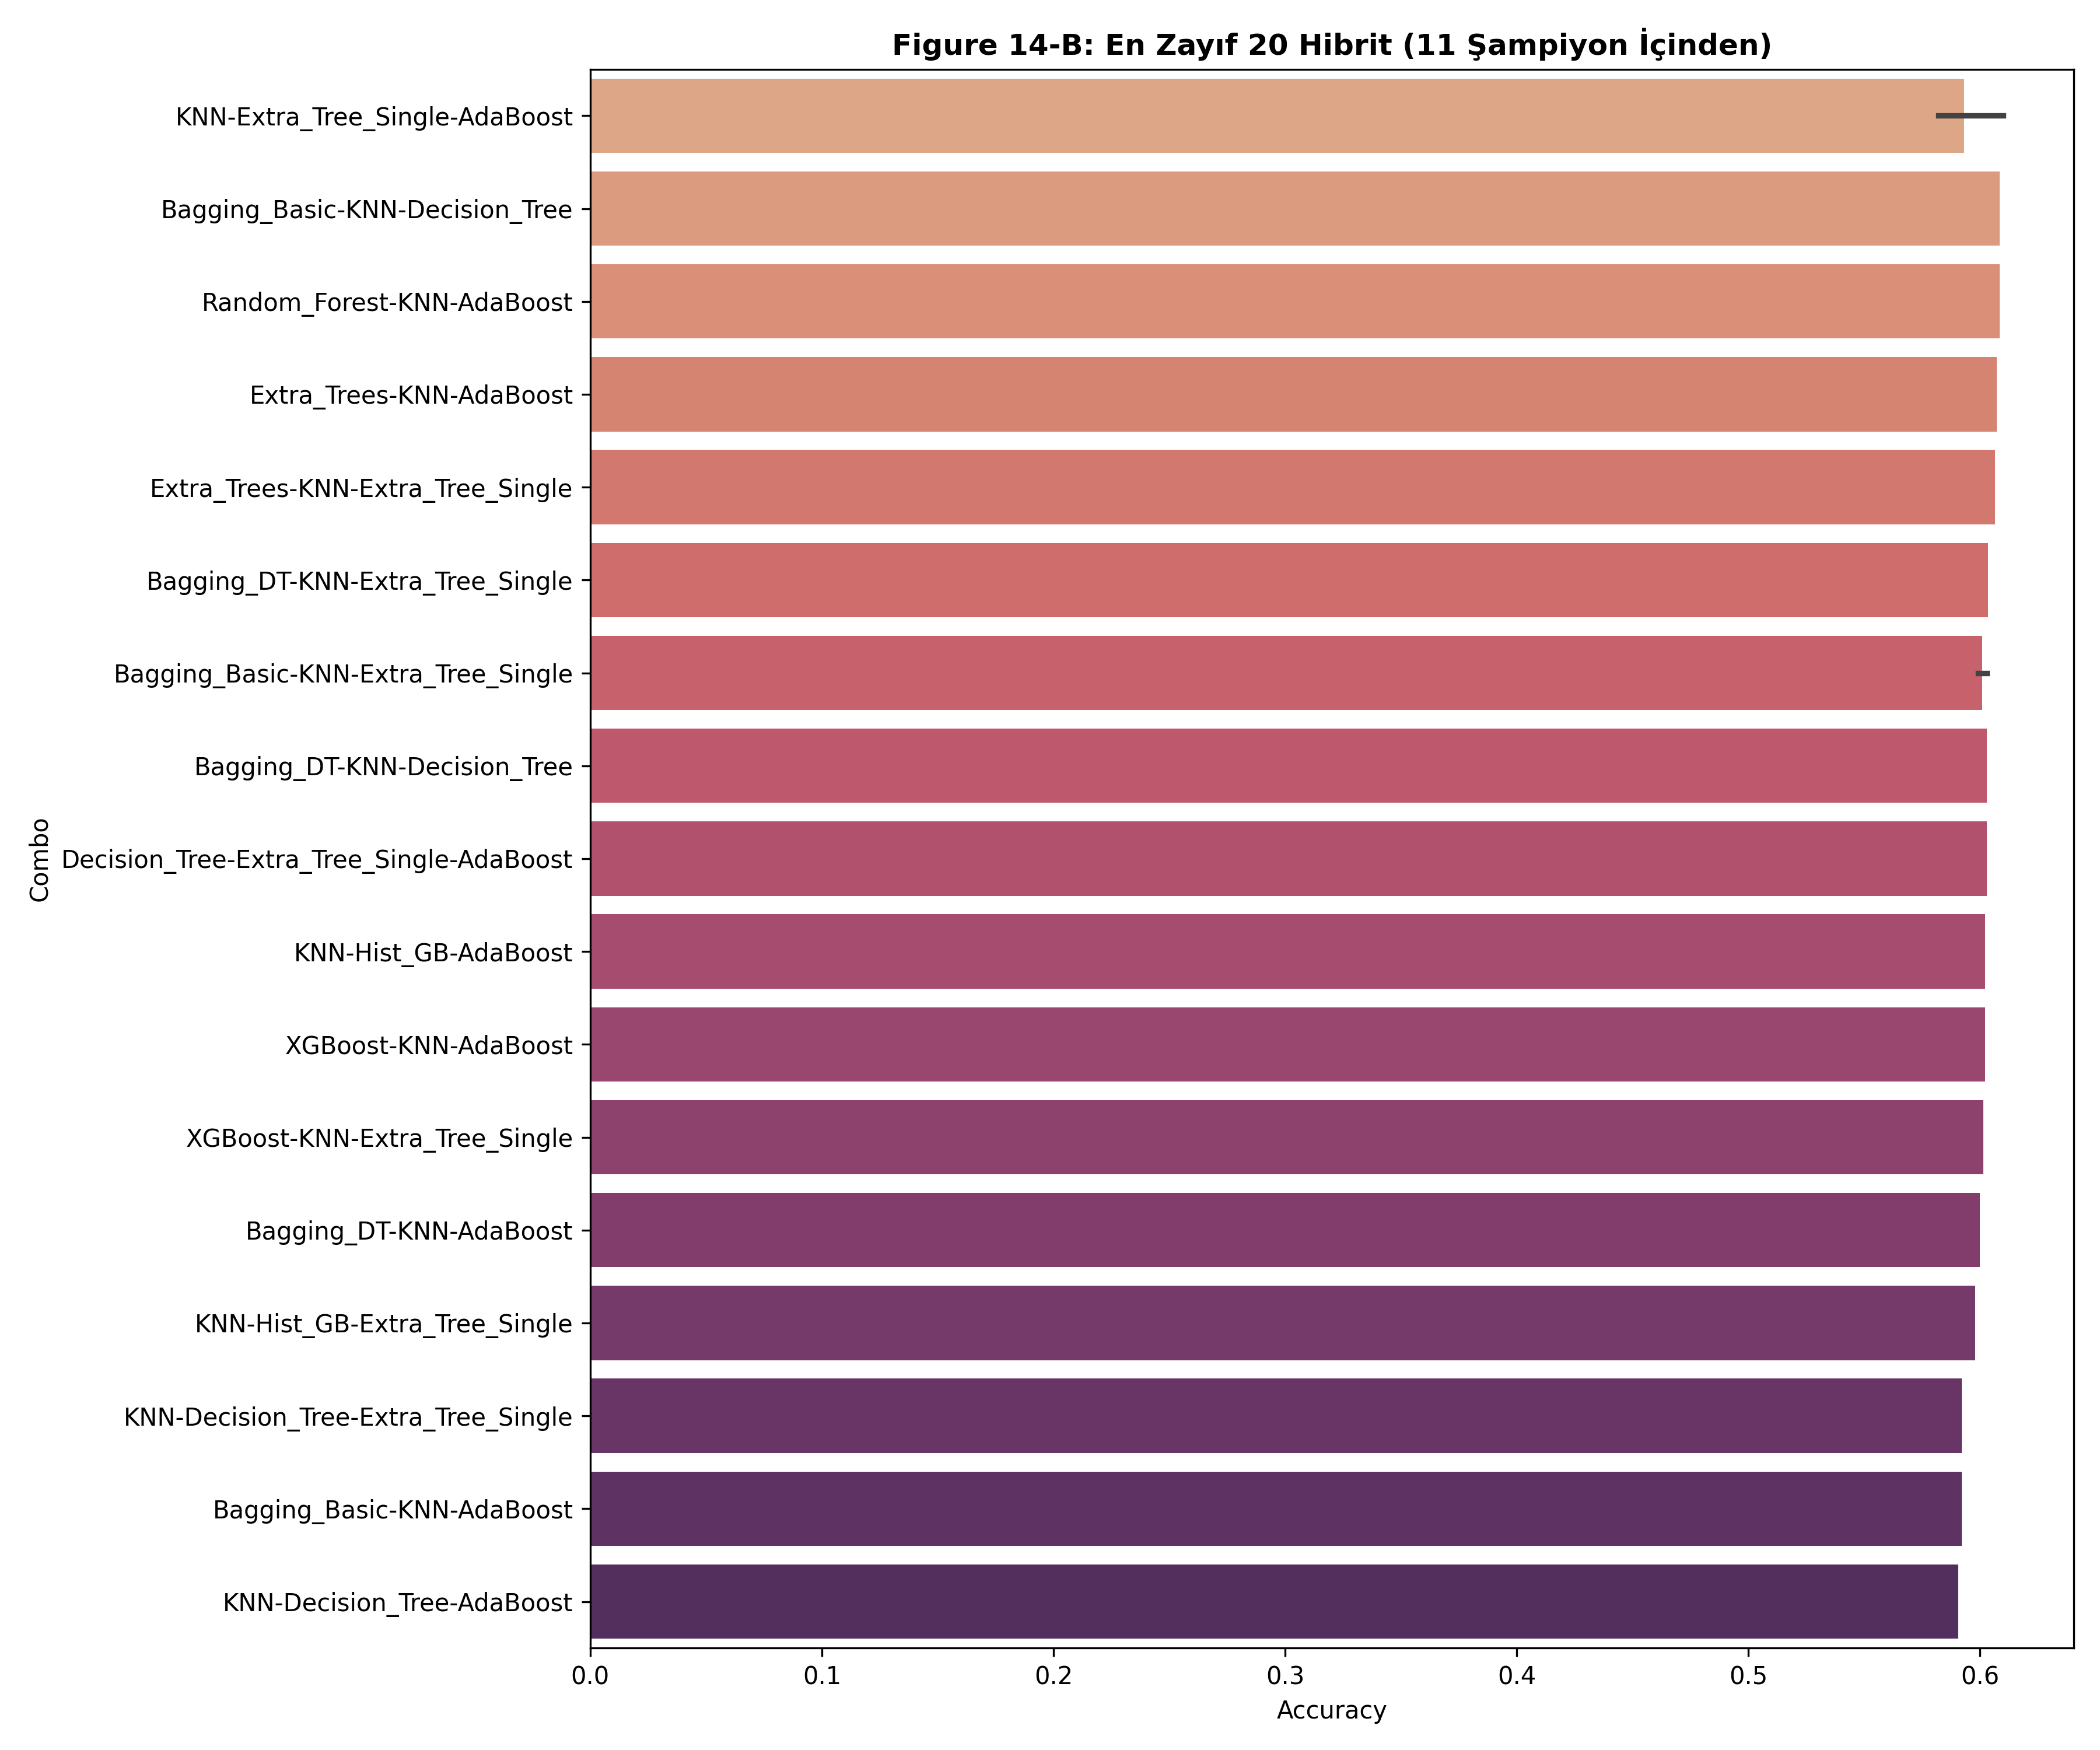 Figure 14-B: En Zayıf 20 Hibrit (11 Şampiyon İçinden)
KNN-Extra_Tree_Single-AdaBoost
Bagging_Basic-KNN-Decision_Tree
Random_Forest-KNN-AdaBoost
Extra_Trees-KNN-AdaBoost
Extra_Trees-KNN-Extra_Tree_Single
Bagging_DT-KNN-Extra_Tree_Single
Bagging_Basic-KNN-Extra_Tree_Single
Bagging_DT-KNN-Decision_Tree
Decision_Tree-Extra_Tree_Single-AdaBoost
KNN-Hist_GB-AdaBoost
XGBoost-KNN-AdaBoost
XGBoost-KNN-Extra_Tree_Single
Bagging_DT-KNN-AdaBoost
KNN-Hist_GB-Extra_Tree_Single
KNN-Decision_Tree-Extra_Tree_Single
Bagging_Basic-KNN-AdaBoost
KNN-Decision_Tree-AdaBoost
Combo
0.0 0.1 0.2 0.3 0.4 0.5 0.6
Accuracy